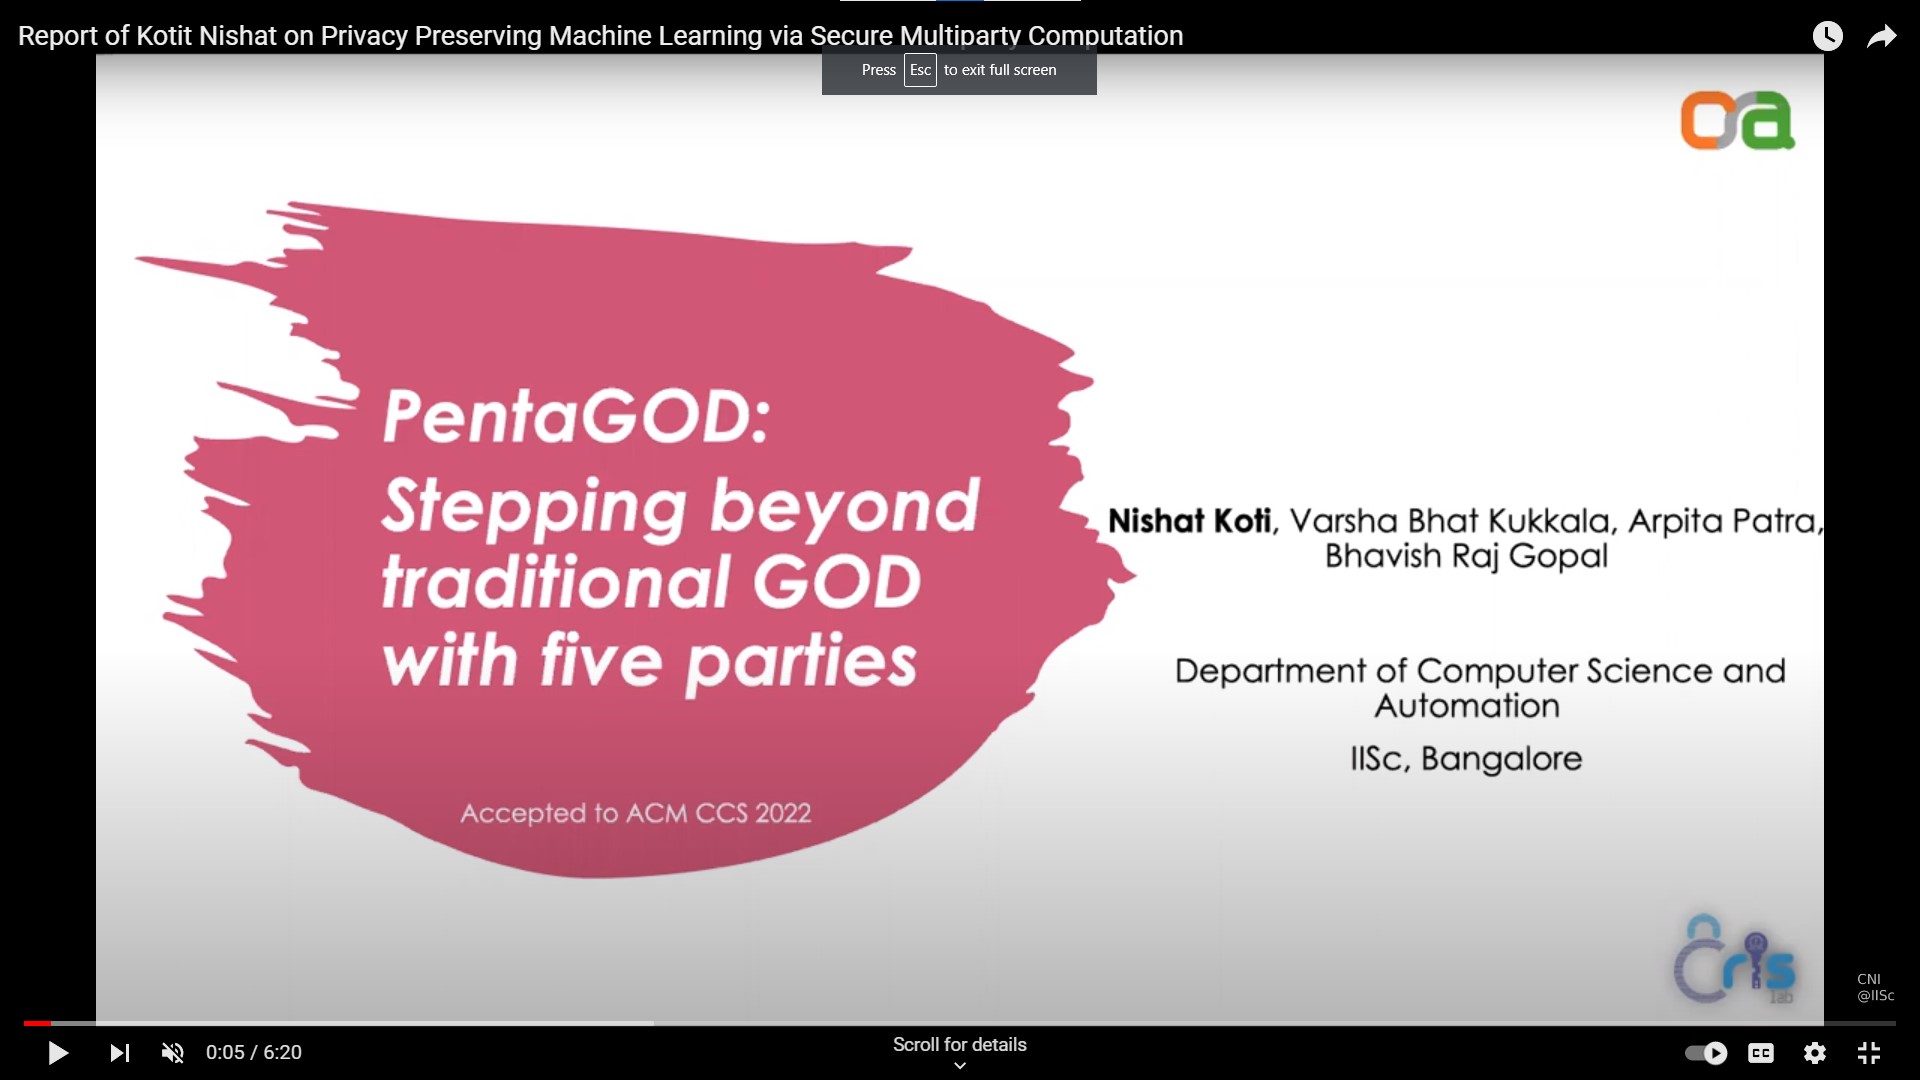 Report of Kotit Nishat on Privacy Preserving Machine Learning via Secure Multiparty Computation
Press Esc to exit full screen
PentaGOD:
Stepping beyond
traditional GOD
with five parties
Accepted to ACM CCS 2022
Nishat Koti, Varsha Bhat Kukkala, Arpita Patra,
Bhavish Raj Gopal
Department of Computer Science and
Automation
IISc, Bangalore
Cris
lab
CNI
@IISc
0:05 / 6:20
Scroll for details
CC